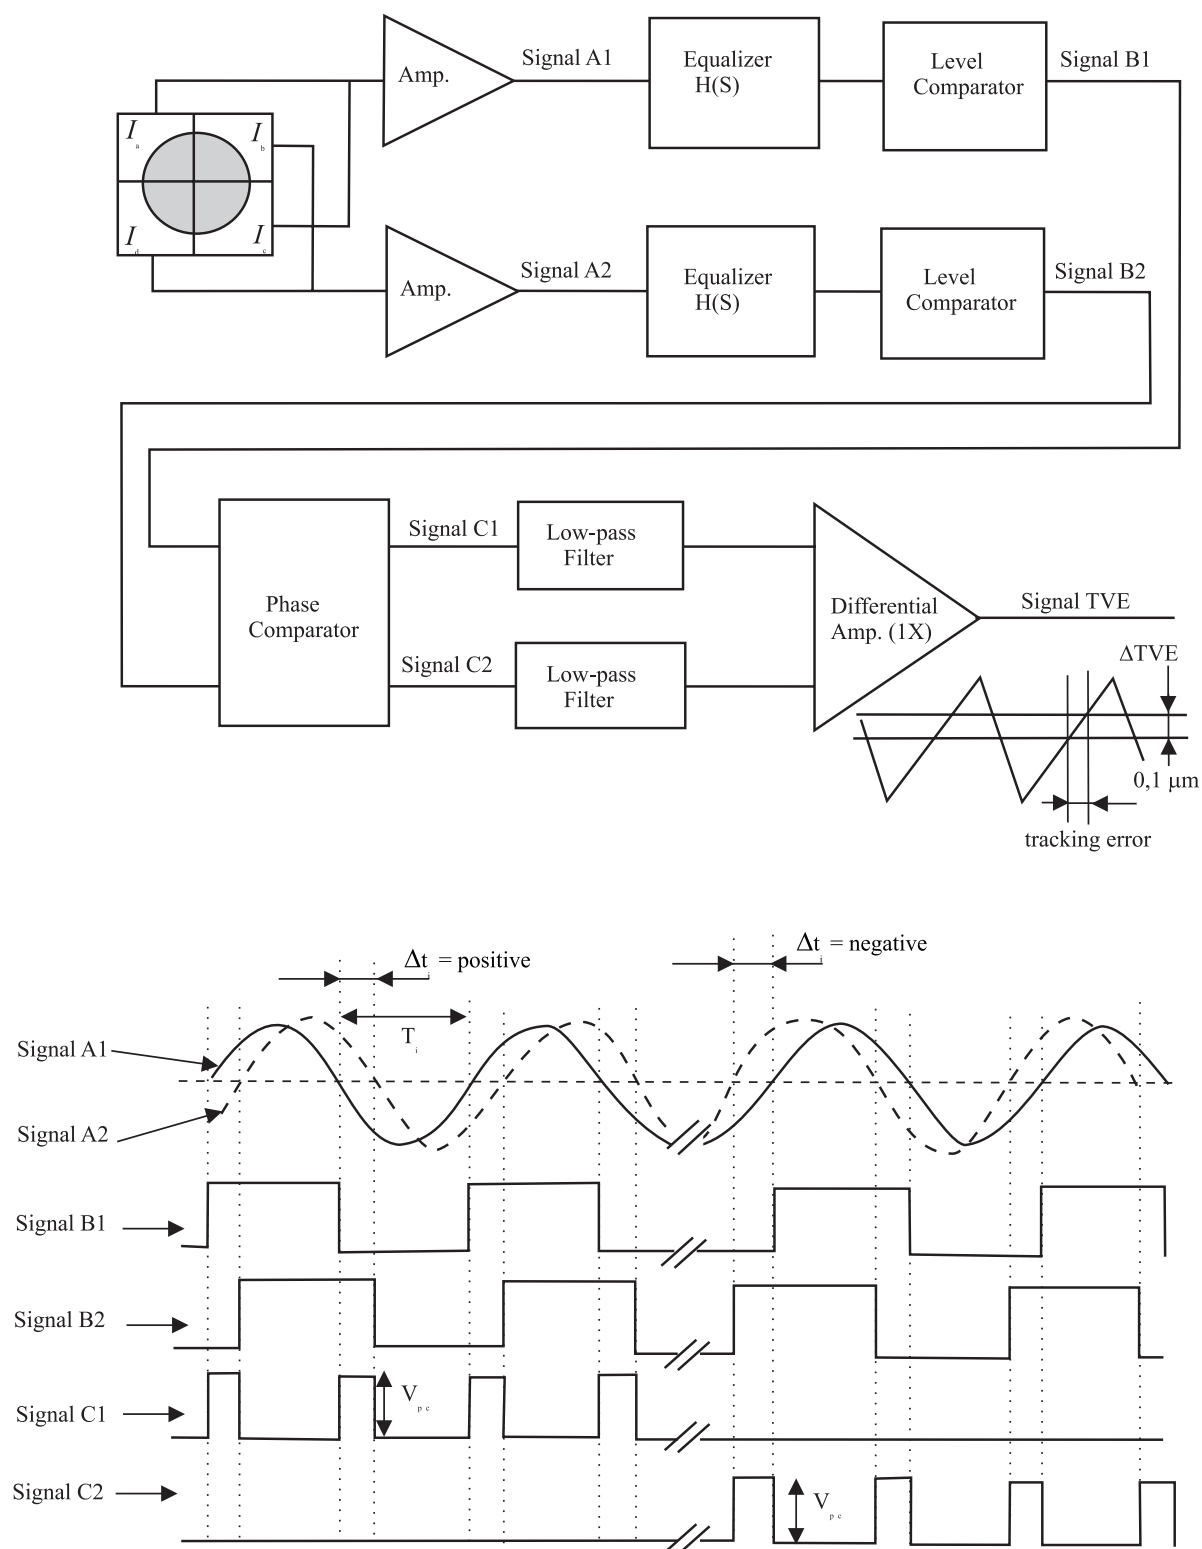 Amp.
Signal A1
Equalizer
H(S)
Level
Comparator
Signal B1
I a
I b
I d
I c
Amp.
Signal A2
Equalizer
H(S)
Level
Comparator
Signal B2
Phase
Comparator
Signal C1
Low-pass
Filter
Signal C2
Low-pass
Filter
Differential
Amp. (1X)
Signal TVE
ΔTVE
0,1 μm
tracking error
Δt i = positive
Δt i = negative
T i
Signal A1
Signal A2
Signal B1
Signal B2
Signal C1
V p c
Signal C2
V p c